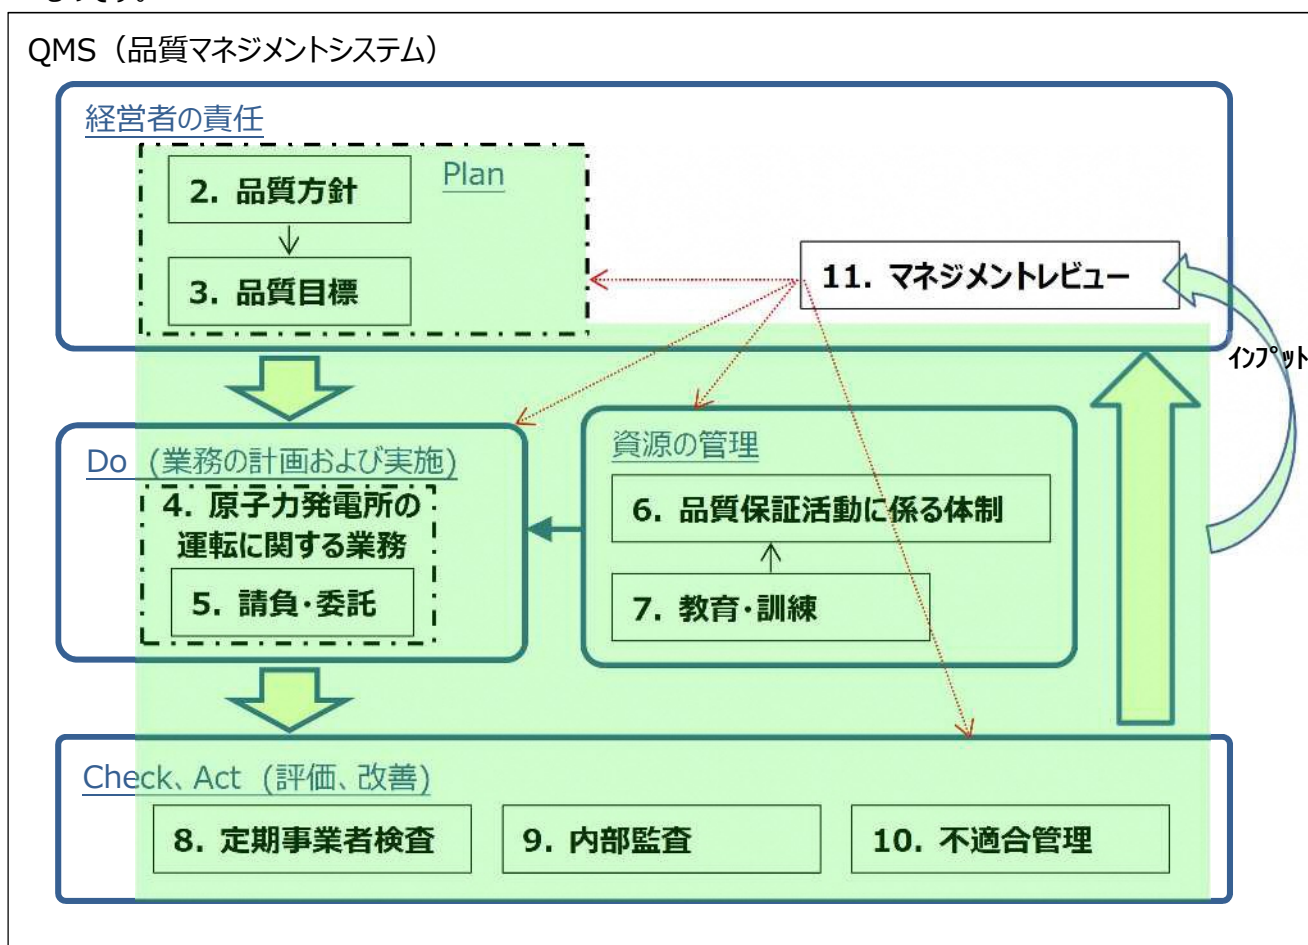 QMS（品質マネジメントシステム）
経営者の責任
Plan
2. 品質方針
3. 品質目標
11. マネジメントレビュー
インプット
Do (業務の計画および実施)
4. 原子力発電所の
運転に関する業務
5. 請負・委託
資源の管理
6. 品質保証活動に係る体制
7. 教育・訓練
Check、Act (評価、改善)
8. 定期事業者検査
9. 内部監査
10. 不適合管理